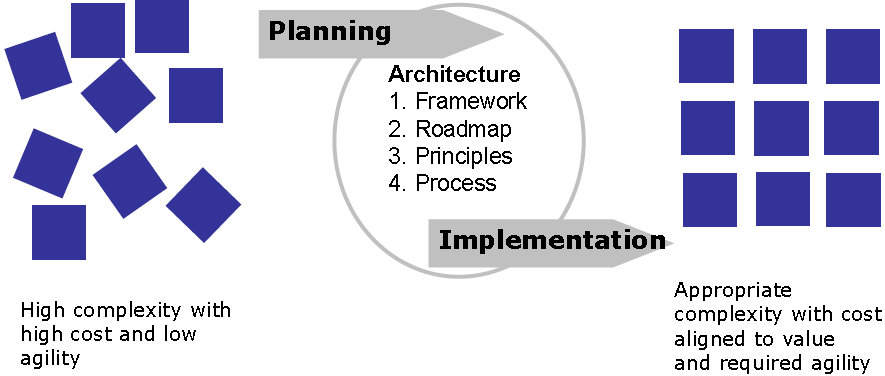 Planning
Architecture
1. Framework
2. Roadmap
3. Principles
4. Process
Implementation
High complexity with
high cost and low
agility
Appropriate
complexity with cost
aligned to value
and required agility